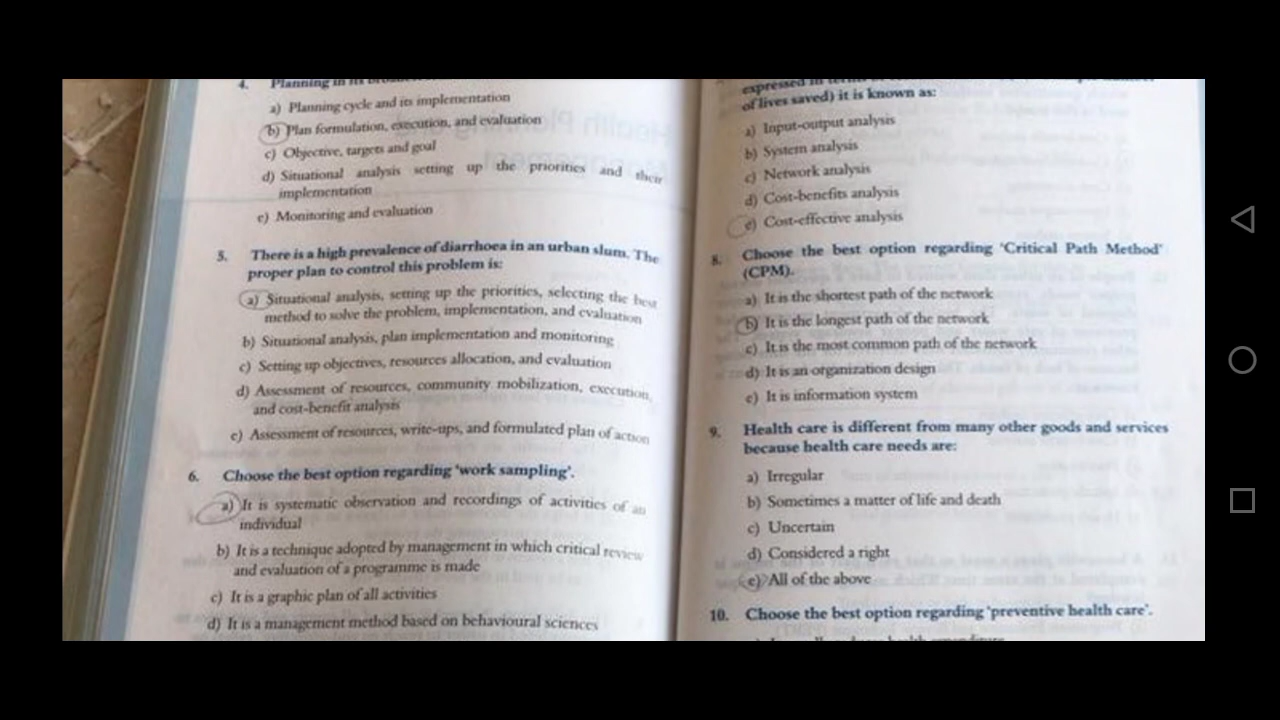 4. Planning in its
a) Planning cycle and its implementation
b) Plan formulation, execution, and evaluation
c) Objective, targets and goal
d) Situational analysis setting up the priorities and their
implementation
e) Monitoring and evaluation
5. There is a high prevalence of diarrhoea in an urban slum. The
proper plan to control this problem is:
a) Situational analysis, setting up the priorities, selecting the best
method to solve the problem, implementation, and evaluation
b) Situational analysis, plan implementation and monitoring
c) Setting up objectives, resources allocation, and evaluation
d) Assessment of resources, community mobilization, execution,
and cost-benefit analysis
e) Assessment of resources, write-ups, and formulated plan of action
6. Choose the best option regarding 'work sampling'.
a) It is systematic observation and recordings of activities of an
individual
b) It is a technique adopted by management in which critical review
and evaluation of a programme is made
c) It is a graphic plan of all activities
d) It is a management method based on behavioural sciences
expressed in terms of
of lives saved) it is known as:
a) Input-output analysis
b) System analysis
c) Network analysis
d) Cost-benefits analysis
e) Cost-effective analysis
8. Choose the best option regarding 'Critical Path Method'
(CPM).
a) It is the shortest path of the network
b) It is the longest path of the network
c) It is the most common path of the network
d) It is an organization design
e) It is information system
9. Health care is different from many other goods and services
because health care needs are:
a) Irregular
b) Sometimes a matter of life and death
c) Uncertain
d) Considered a right
e) All of the above
10. Choose the best option regarding 'preventive health care'.